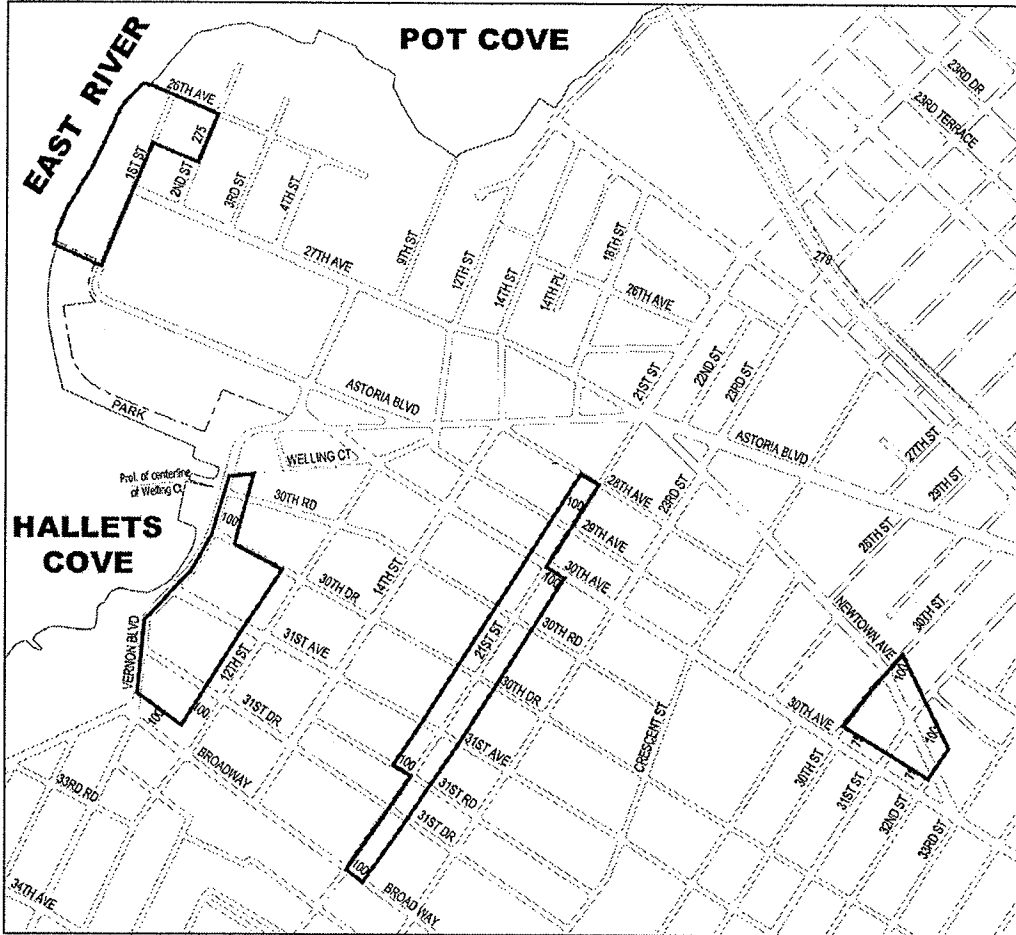 POT COVE
EAST RIVER
26TH AVE
275
1ST ST
2ND ST
3RD ST
4TH ST
27TH AVE
9TH ST
12TH ST
14TH ST
14TH PL
18TH ST
26TH AVE
23RD DR
23RD TERRACE
278
21ST ST
22ND ST
23RD ST
ASTORIA BLVD
ASTORIA BLVD
27TH ST
29TH ST
28TH ST
PARK
WELLING CT
Prol. of centerline
of Welling Ct.
HALLETS
COVE
30TH RD
100
30TH DR
14TH ST
31ST AVE
12TH ST
31ST DR
VERNON BLVD
100
100
BROADWAY
33RD RD
34TH AVE
28TH AVE
23RD ST
29TH AVE
30TH AVE
100
100
21ST ST
30TH RD
30TH DR
31ST AVE
100
31ST RD
31ST DR
100
BROADWAY
CRESCENT ST
NEWTOWN AVE
30TH ST
100
100
30TH AVE
30TH ST
31ST ST
32ND ST
33RD ST